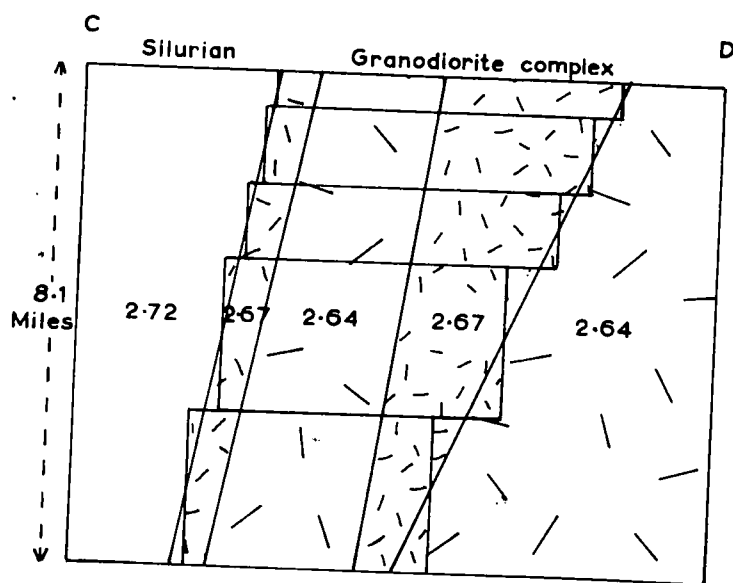 C
D
Silurian Granodiorite complex
8·1
Miles
2·72 2·67 2·64 2·67 2·64